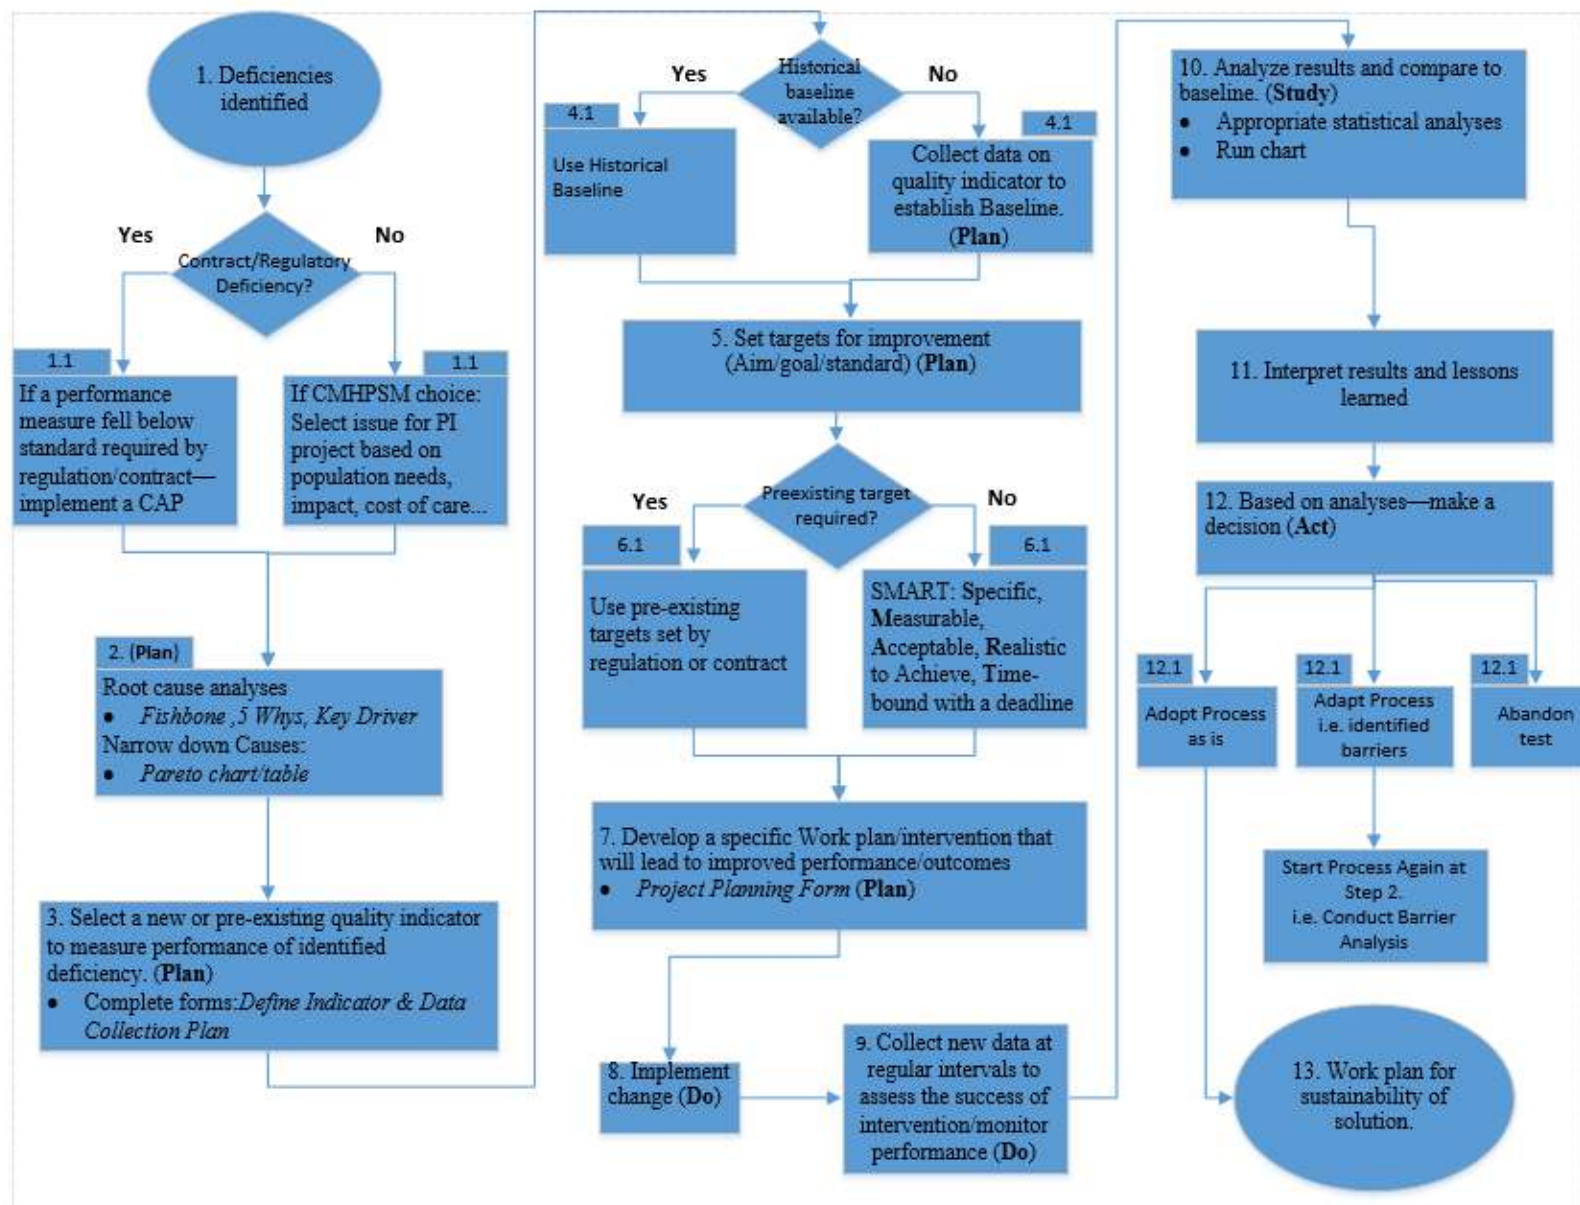 1. Deficiencies
identified
Yes
No
Contract/Regulatory
Deficiency?
1.1
If a performance
measure fell below
standard required by
regulation/contract—
implement a CAP
1.1
If CMHPSM choice:
Select issue for PI
project based on
population needs,
impact, cost of care...
2. (Plan)
Root cause analyses
• Fishbone ,5 Whys, Key Driver
Narrow down Causes:
• Pareto chart/table
3. Select a new or pre-existing quality indicator
to measure performance of identified
deficiency. (Plan)
• Complete forms:Define Indicator & Data
Collection Plan
Historical
baseline
available?
Yes
No
4.1
Use Historical
Baseline
4.1
Collect data on
quality indicator to
establish Baseline.
(Plan)
5. Set targets for improvement
(Aim/goal/standard) (Plan)
Preexisting target
required?
Yes
No
6.1
Use pre-existing
targets set by
regulation or contract
6.1
SMART: Specific,
Measurable,
Acceptable, Realistic
to Achieve, Time-
bound with a deadline
7. Develop a specific Work plan/intervention that
will lead to improved performance/outcomes
• Project Planning Form (Plan)
8. Implement
change (Do)
9. Collect new data at
regular intervals to
assess the success of
intervention/monitor
performance (Do)
10. Analyze results and compare to
baseline. (Study)
• Appropriate statistical analyses
• Run chart
11. Interpret results and lessons
learned
12. Based on analyses—make a
decision (Act)
12.1
Adopt Process
as is
12.1
Adapt Process
i.e. identified
barriers
12.1
Abandon
test
Start Process Again at
Step 2.
i.e. Conduct Barrier
Analysis
13. Work plan for
sustainability of
solution.